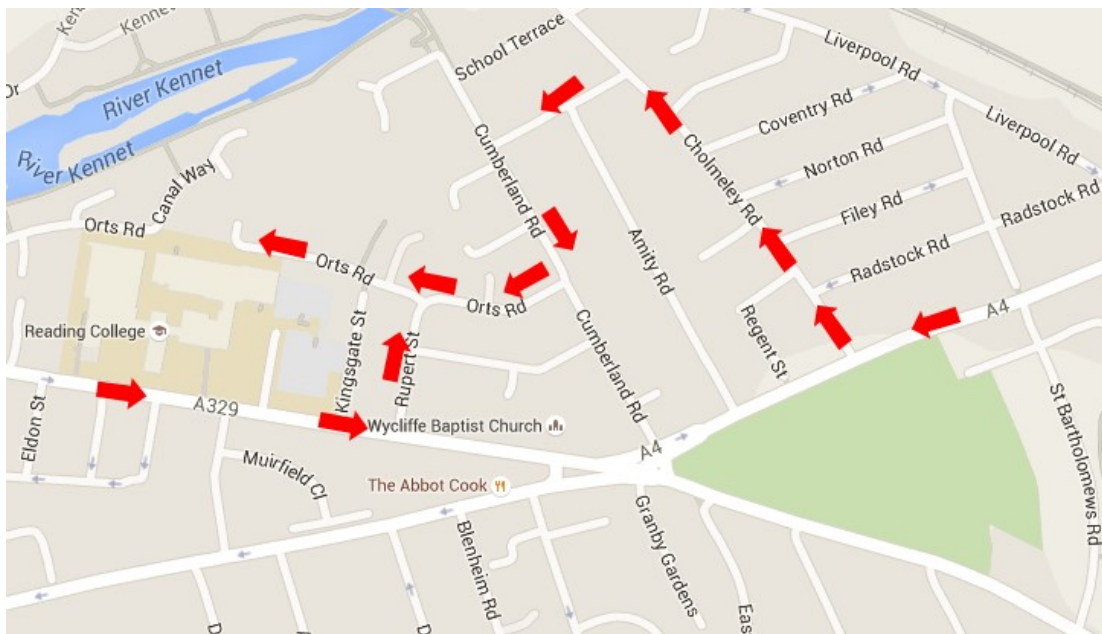 Kennet
School Terrace
Liverpool Rd
River Kennet
Or
Liverpool Rd
Coventry Rd
River Kennet
Cumberland Rd
Norton Rd
Cholmeley Rd
Canal Way
Filey Rd
Radstock Rd
Orts Rd
Amity Rd
Radstock Rd
Orts Rd
Orts Rd
A4
Reading College
Kingsgate St
Rupert St
Cumberland Rd
Regent St
Eldon St
A329
Wycliffe Baptist Church
St Bartholomews Rd
A4
Muirfield Cl
The Abbot Cook
Blenheim Rd
Granby Gardens
East
D
A
D